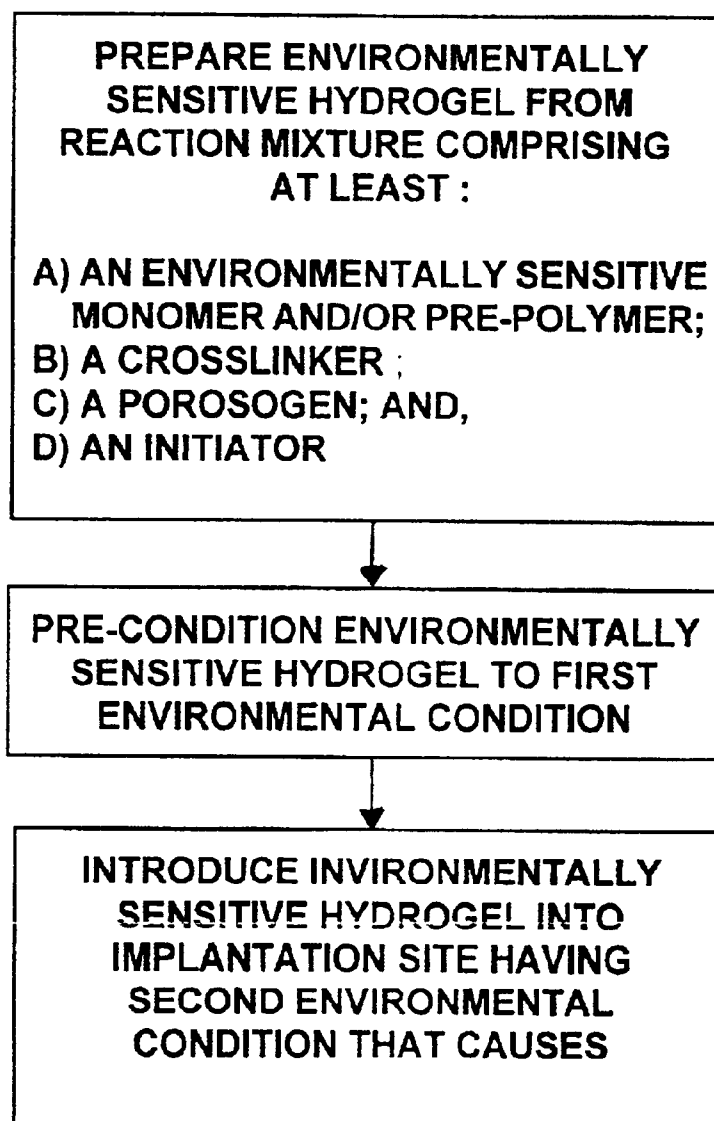 PREPARE ENVIRONMENTALLY
SENSITIVE HYDROGEL FROM
REACTION MIXTURE COMPRISING
AT LEAST :
A) AN ENVIRONMENTALLY SENSITIVE
MONOMER AND/OR PRE-POLYMER;
B) A CROSSLINKER ;
C) A POROSOGEN; AND,
D) AN INITIATOR
PRE-CONDITION ENVIRONMENTALLY
SENSITIVE HYDROGEL TO FIRST
ENVIRONMENTAL CONDITION
INTRODUCE INVIRONMENTALLY
SENSITIVE HYDROGEL INTO
IMPLANTATION SITE HAVING
SECOND ENVIRONMENTAL
CONDITION THAT CAUSES